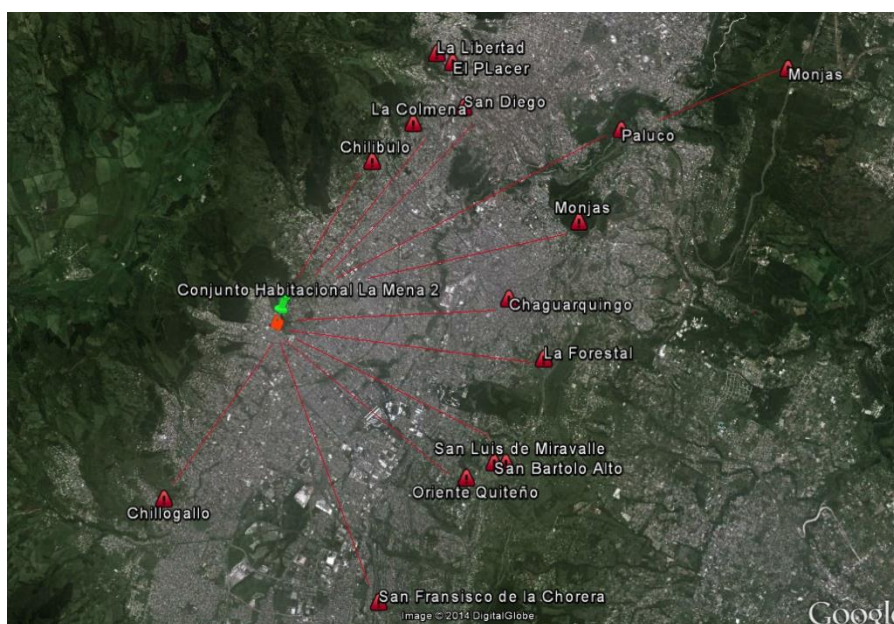 La Libertad
El PLacer
Monjas
San Diego
La Colmena
Paluco
Chilibulo
Monjas
Conjunto Habitacional La Mena 2
Chaguarquingo
La Forestal
San Luis de Miravalle
San Bartolo Alto
Oriente Quiteño
Chillogallo
San Fransisco de la Chorera
Image © 2014 DigitalGlobe
Google